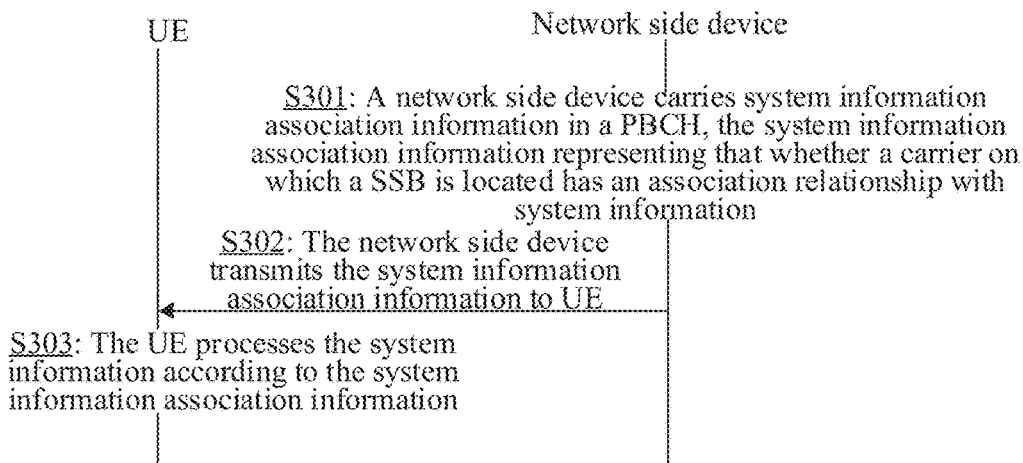 UE
Network side device
S301: A network side device carries system information
association information in a PBCH, the system information
association information representing that whether a carrier on
which a SSB is located has an association relationship with
system information
S302: The network side device
transmits the system information
association information to UE
S303: The UE processes the system
information according to the system
information association information